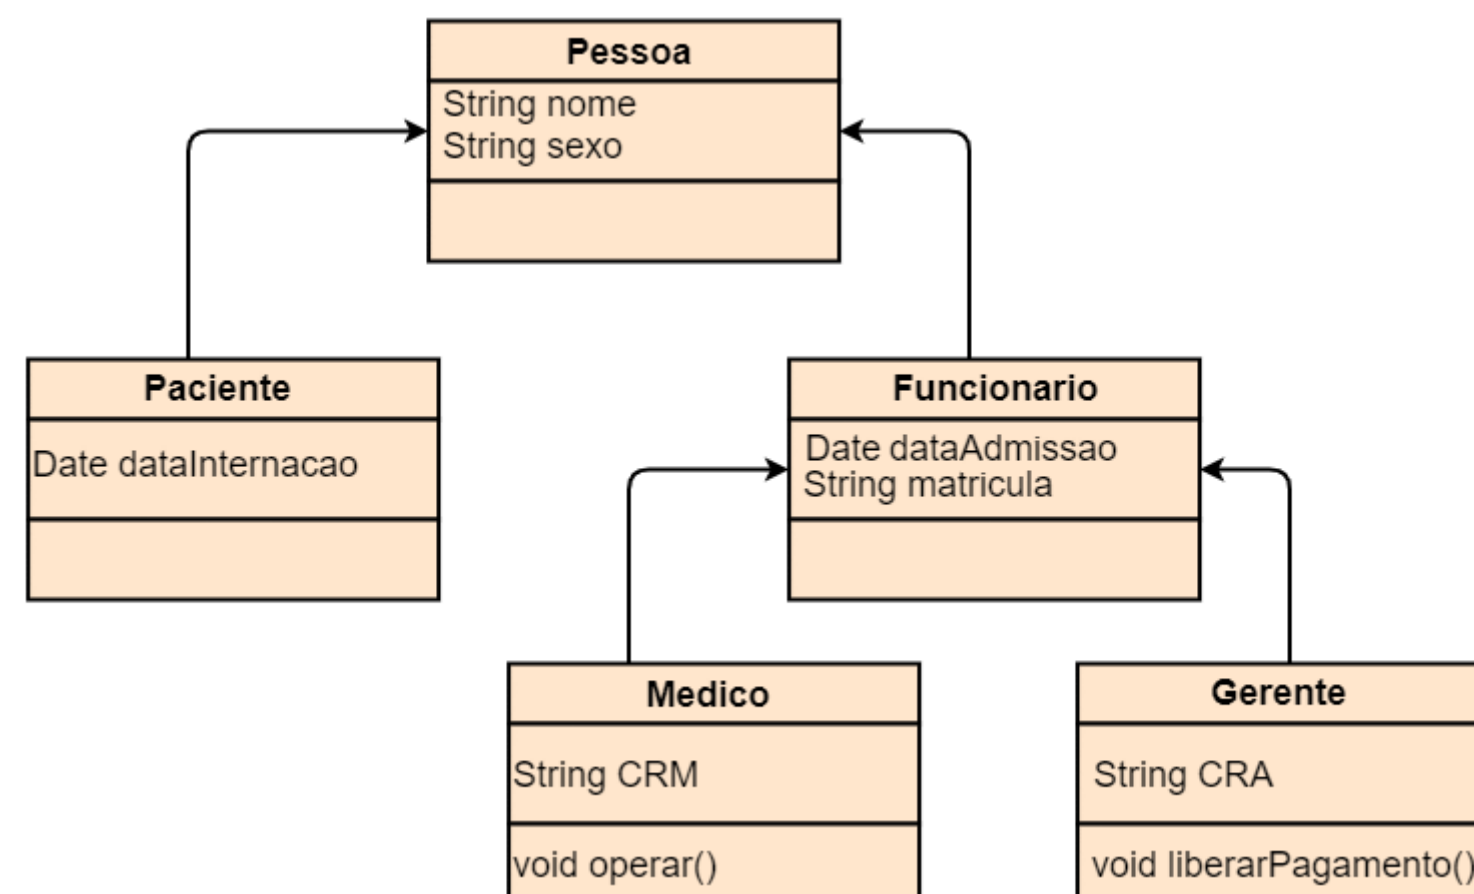 Pessoa
String nome
String sexo
Paciente
Date dataInternacao
Funcionario
Date dataAdmissao
String matricula
Medico
String CRM
void operar()
Gerente
String CRA
void liberarPagamento()